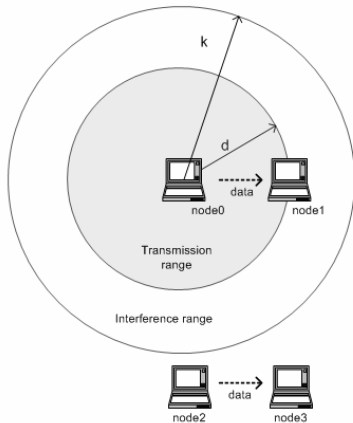 k
d
data
node0
node1
Transmission
range
Interference range
data
node2
node3